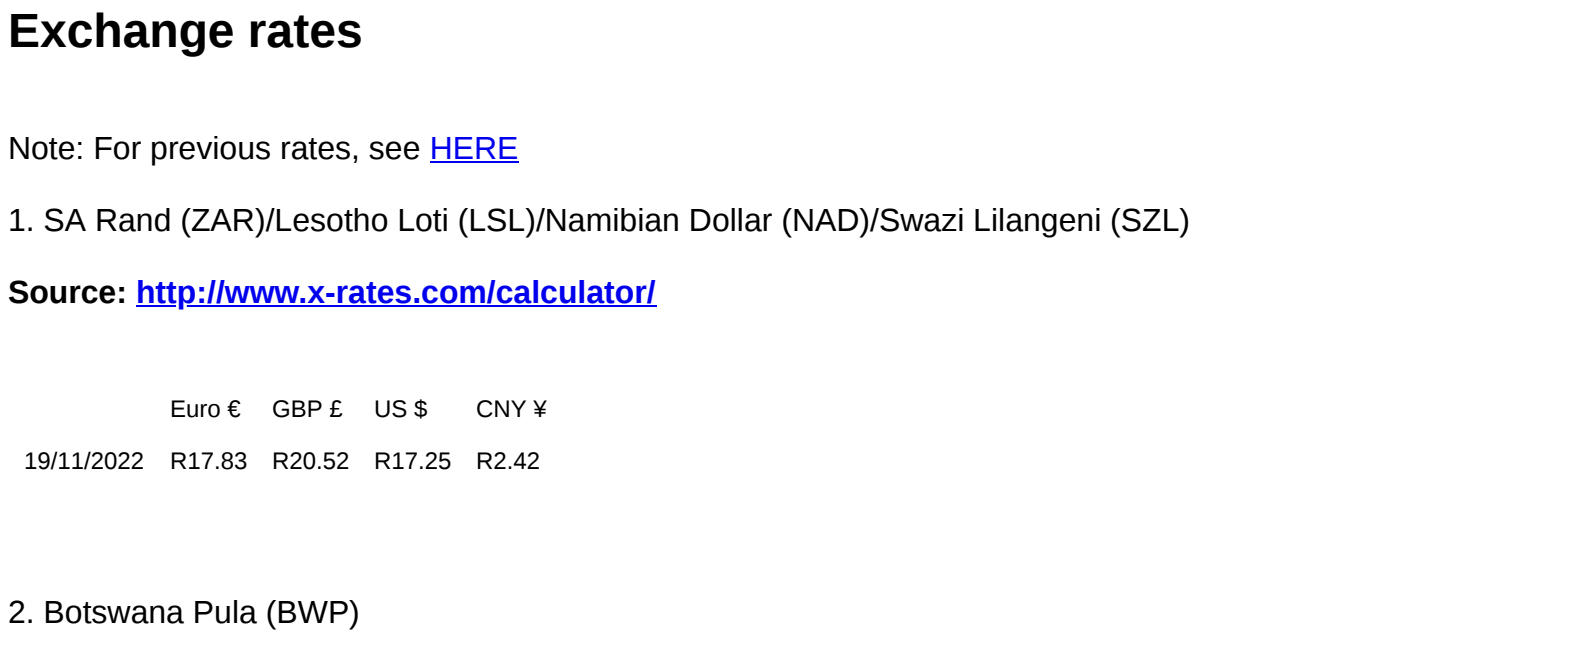 Exchange rates
Note: For previous rates, see HERE
1. SA Rand (ZAR)/Lesotho Loti (LSL)/Namibian Dollar (NAD)/Swazi Lilangeni (SZL)
Source: http://www.x-rates.com/calculator/
Euro € GBP £ US $ CNY ¥
19/11/2022 R17.83 R20.52 R17.25 R2.42
2. Botswana Pula (BWP)